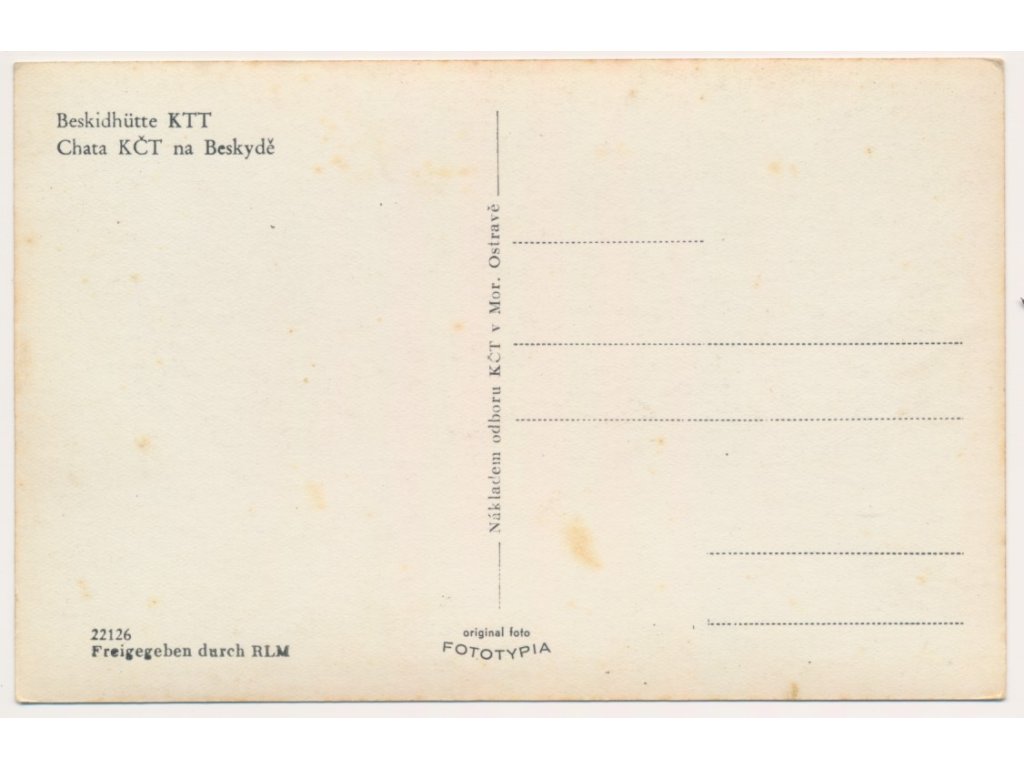 Beskidhütte KTT
Chata KČT na Beskydě
Nákladem odboru KČT v Mor. Ostravě
22126
Freigegeben durch RLM
original foto
FOTOTYPIA